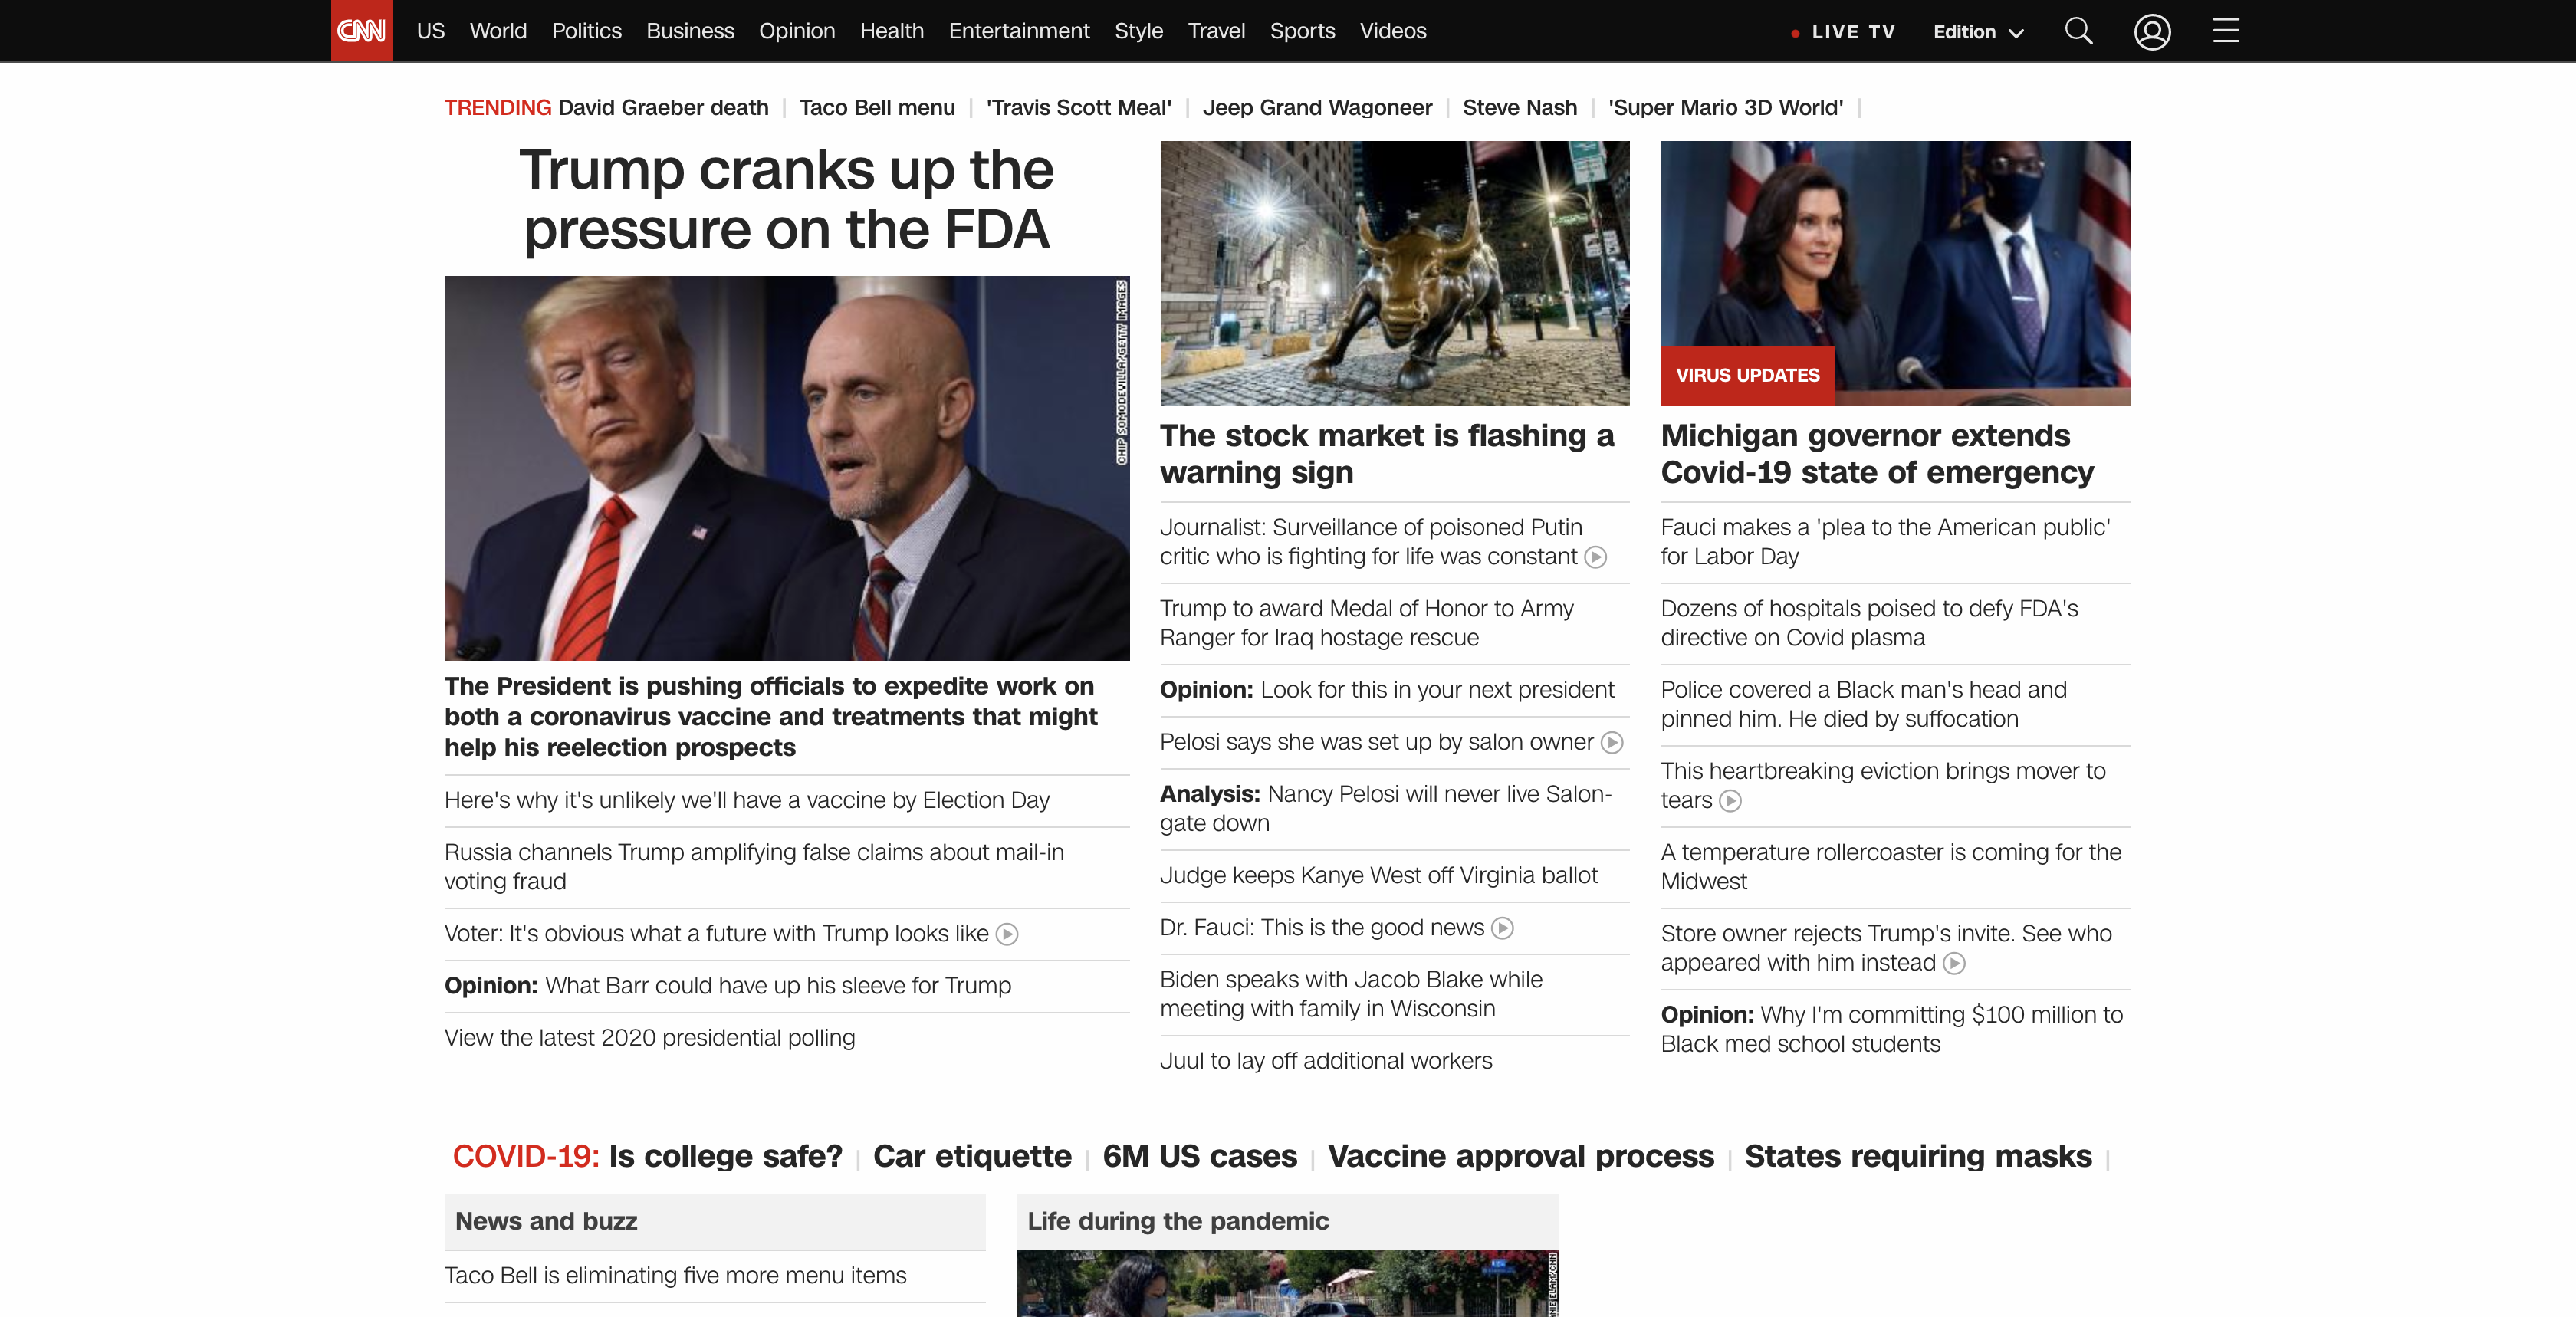 CNN US World Politics Business Opinion Health Entertainment Style Travel Sports Videos LIVE TV Edition
TRENDING David Graeber death | Taco Bell menu | 'Travis Scott Meal' | Jeep Grand Wagoneer | Steve Nash | 'Super Mario 3D World' |
Trump cranks up the
pressure on the FDA
CHIP SOMODEVILLA/GETTY IMAGES
The President is pushing officials to expedite work on
both a coronavirus vaccine and treatments that might
help his reelection prospects
Here's why it's unlikely we'll have a vaccine by Election Day
Russia channels Trump amplifying false claims about mail-in
voting fraud
Voter: It's obvious what a future with Trump looks like
Opinion: What Barr could have up his sleeve for Trump
View the latest 2020 presidential polling
The stock market is flashing a
warning sign
Journalist: Surveillance of poisoned Putin
critic who is fighting for life was constant
Trump to award Medal of Honor to Army
Ranger for Iraq hostage rescue
Opinion: Look for this in your next president
Pelosi says she was set up by salon owner
Analysis: Nancy Pelosi will never live Salon-
gate down
Judge keeps Kanye West off Virginia ballot
Dr. Fauci: This is the good news
Biden speaks with Jacob Blake while
meeting with family in Wisconsin
Juul to lay off additional workers
VIRUS UPDATES
Michigan governor extends
Covid-19 state of emergency
Fauci makes a 'plea to the American public'
for Labor Day
Dozens of hospitals poised to defy FDA's
directive on Covid plasma
Police covered a Black man's head and
pinned him. He died by suffocation
This heartbreaking eviction brings mover to
tears
A temperature rollercoaster is coming for the
Midwest
Store owner rejects Trump's invite. See who
appeared with him instead
Opinion: Why I'm committing $100 million to
Black med school students
COVID-19: Is college safe? | Car etiquette | 6M US cases | Vaccine approval process | States requiring masks |
News and buzz
Taco Bell is eliminating five more menu items
Life during the pandemic